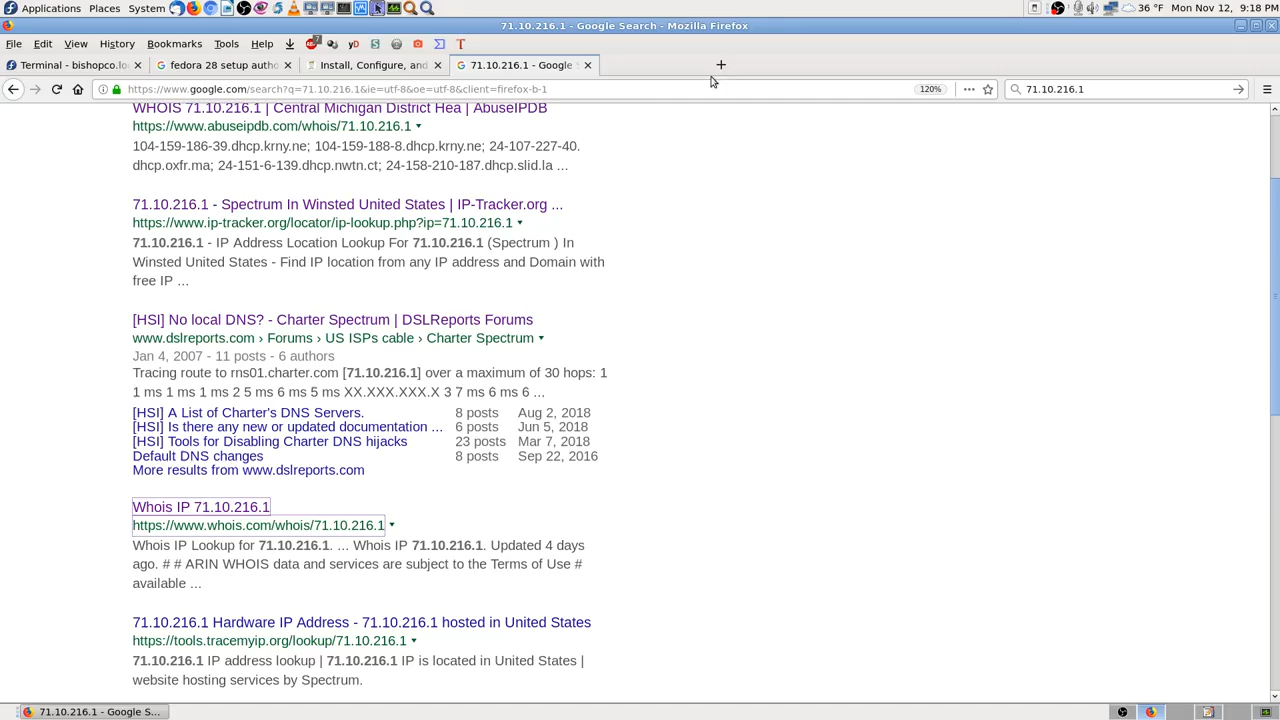 Applications Places System 36 °F Mon Nov 12, 9:18 PM
71.10.216.1 - Google Search - Mozilla Firefox
File Edit View History Bookmarks Tools Help 7 yD S T
Terminal - bishopco.lo
G fedora 28 setup auth
Install, Configure, and
G 71.10.216.1 - Google
https://www.google.com/search?q=71.10.216.1&ie=utf-8&oe=utf-8&client=firefox-b-1 120% 71.10.216.1
WHOIS 71.10.216.1 | Central Michigan District Hea | AbuseIPDB
https://www.abuseipdb.com/whois/71.10.216.1
104-159-186-39.dhcp.krny.ne; 104-159-188-8.dhcp.krny.ne; 24-107-227-40.
dhcp.oxfr.ma; 24-151-6-139.dhcp.nwtn.ct; 24-158-210-187.dhcp.slid.la ...
71.10.216.1 - Spectrum In Winsted United States | IP-Tracker.org ...
https://www.ip-tracker.org/locator/ip-lookup.php?ip=71.10.216.1
71.10.216.1 - IP Address Location Lookup For 71.10.216.1 (Spectrum ) In
Winsted United States - Find IP location from any IP address and Domain with
free IP ...
[HSI] No local DNS? - Charter Spectrum | DSLReports Forums
www.dslreports.com › Forums › US ISPs cable › Charter Spectrum
Jan 4, 2007 - 11 posts - 6 authors
Tracing route to rns01.charter.com [71.10.216.1] over a maximum of 30 hops: 1
1 ms 1 ms 1 ms 2 5 ms 6 ms 5 ms XX.XXX.XXX.X 3 7 ms 6 ms 6 ...
[HSI] A List of Charter's DNS Servers. 8 posts Aug 2, 2018
[HSI] Is there any new or updated documentation ... 6 posts Jun 5, 2018
[HSI] Tools for Disabling Charter DNS hijacks 23 posts Mar 7, 2018
Default DNS changes 8 posts Sep 22, 2016
More results from www.dslreports.com
Whois IP 71.10.216.1
https://www.whois.com/whois/71.10.216.1
Whois IP Lookup for 71.10.216.1. ... Whois IP 71.10.216.1. Updated 4 days
ago. # # ARIN WHOIS data and services are subject to the Terms of Use #
available ...
71.10.216.1 Hardware IP Address - 71.10.216.1 hosted in United States
https://tools.tracemyip.org/lookup/71.10.216.1
71.10.216.1 IP address lookup | 71.10.216.1 IP is located in United States |
website hosting services by Spectrum.
71.10.216.1 - Google S...